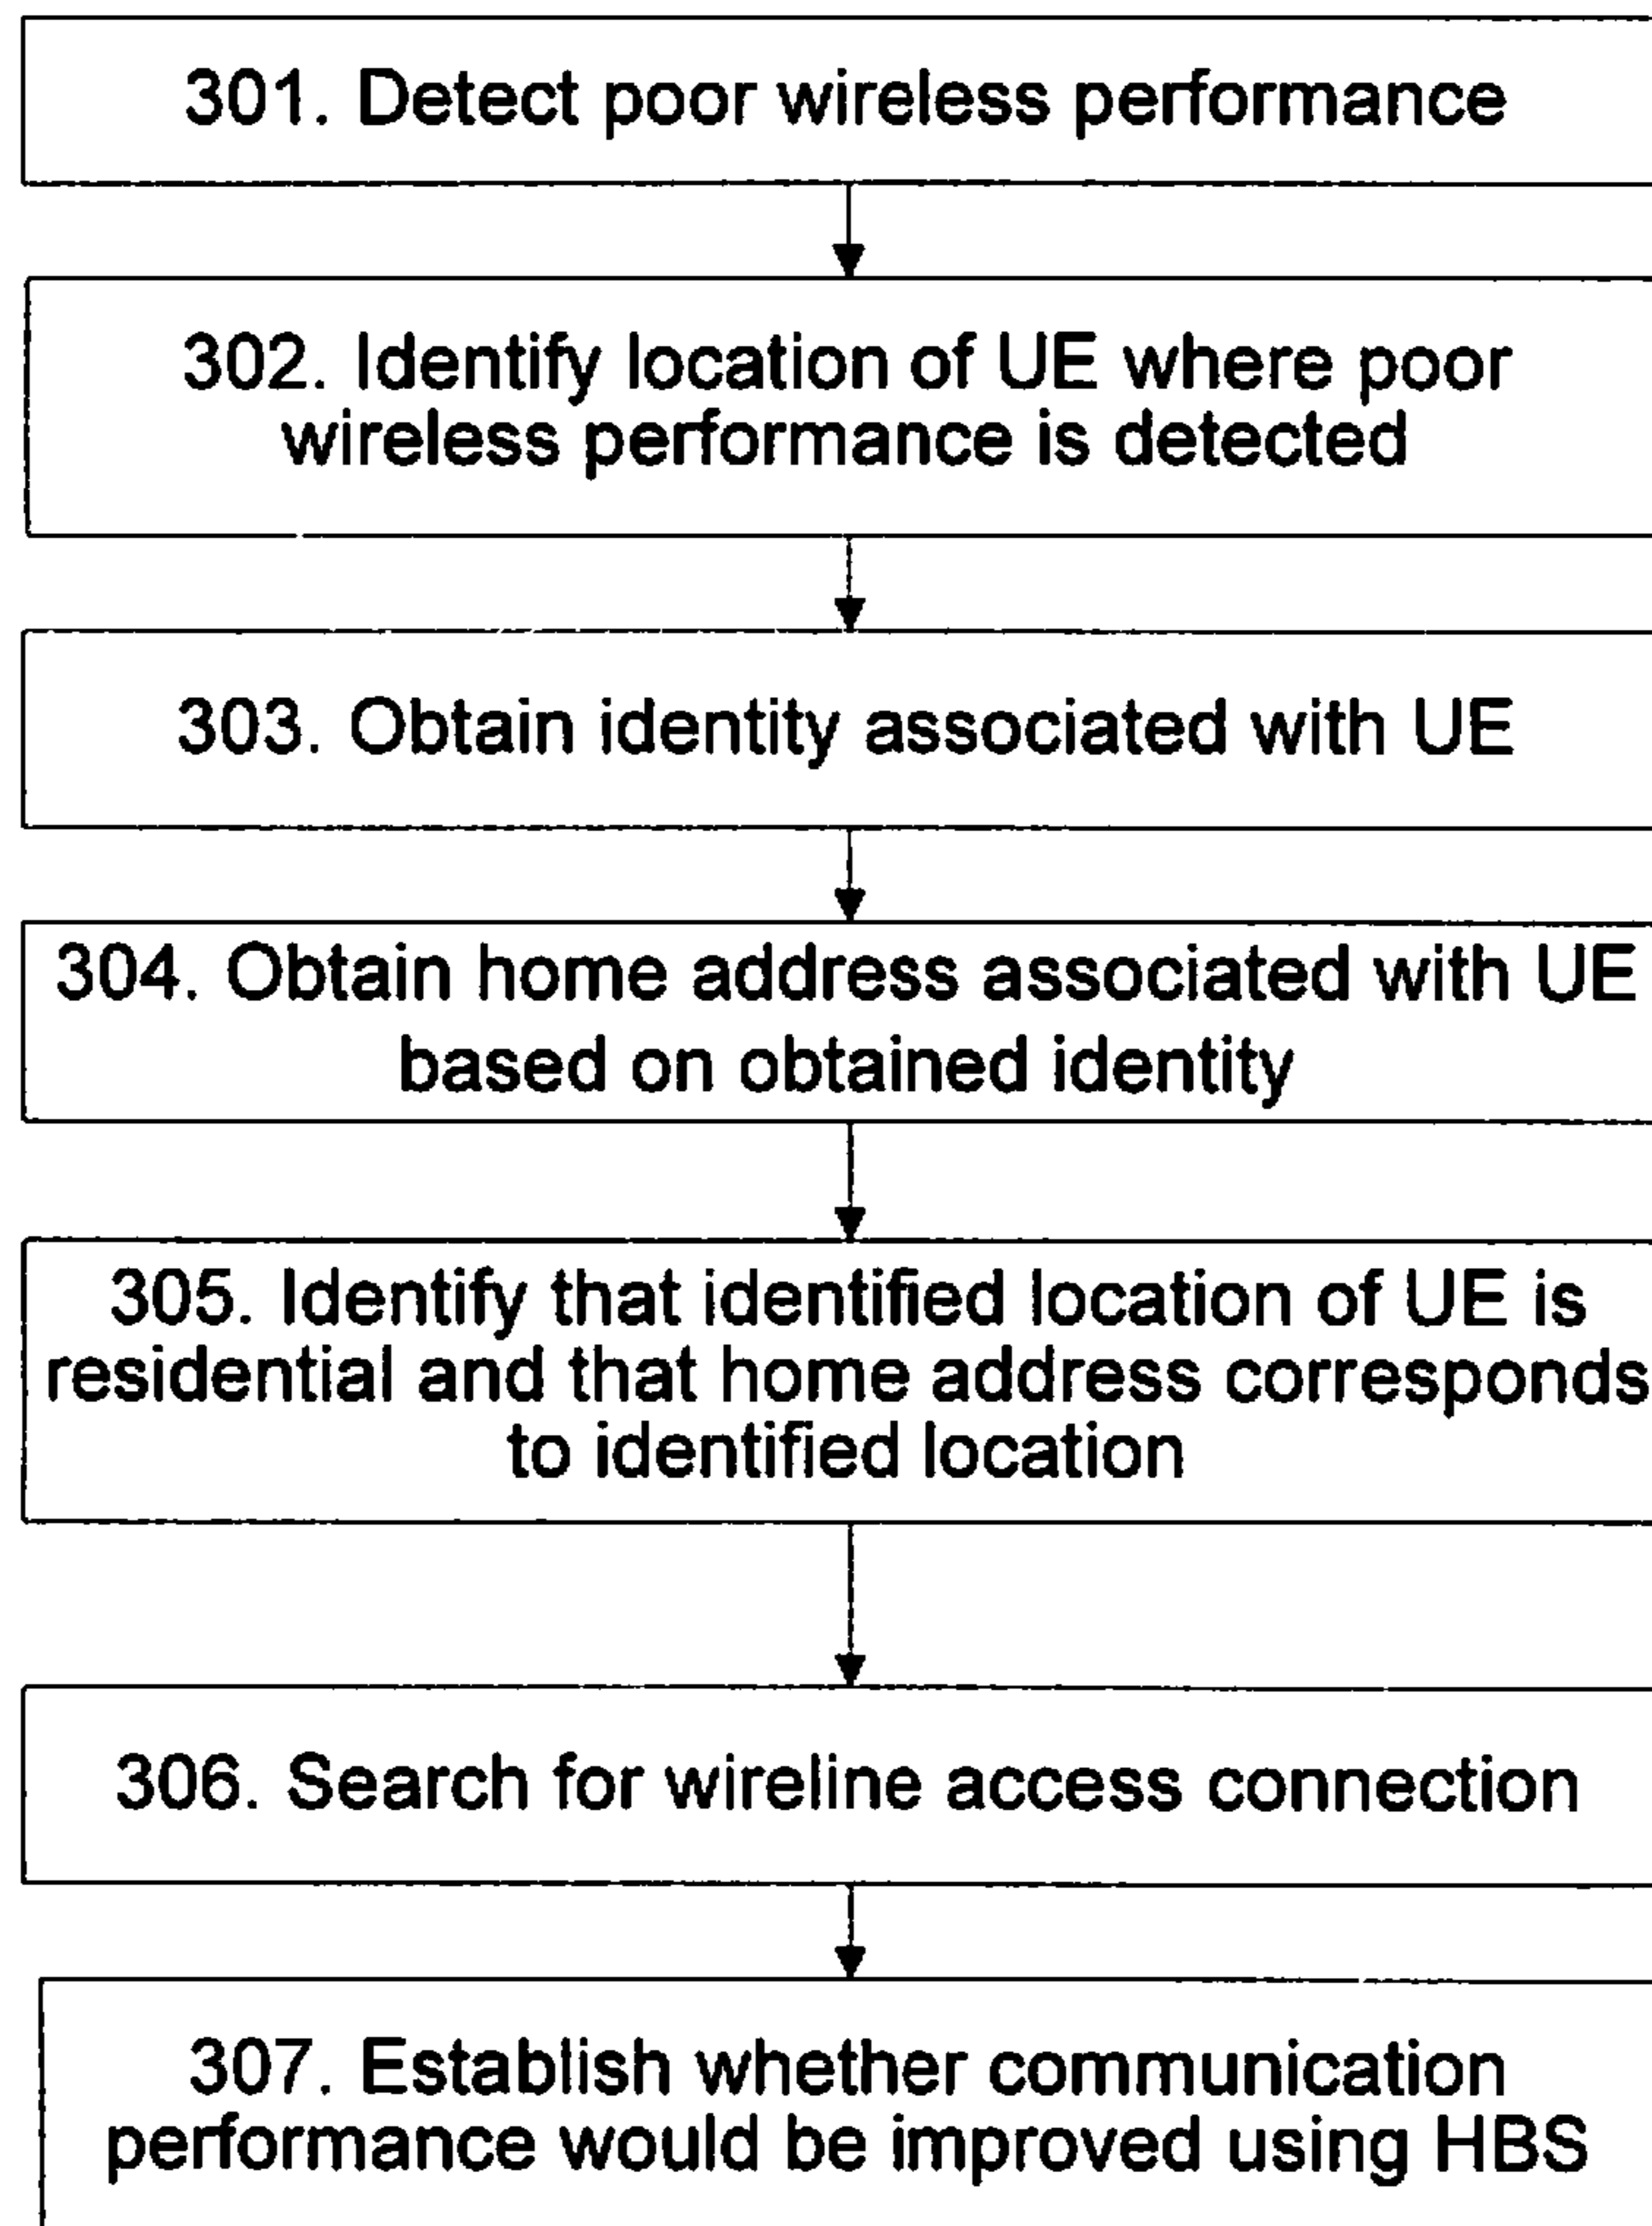 301. Detect poor wireless performance
302. Identify location of UE where poor
wireless performance is detected
303. Obtain identity associated with UE
304. Obtain home address associated with UE
based on obtained identity
305. Identify that identified location of UE is
residential and that home address corresponds
to identified location
306. Search for wireline access connection
307. Establish whether communication
performance would be improved using HBS